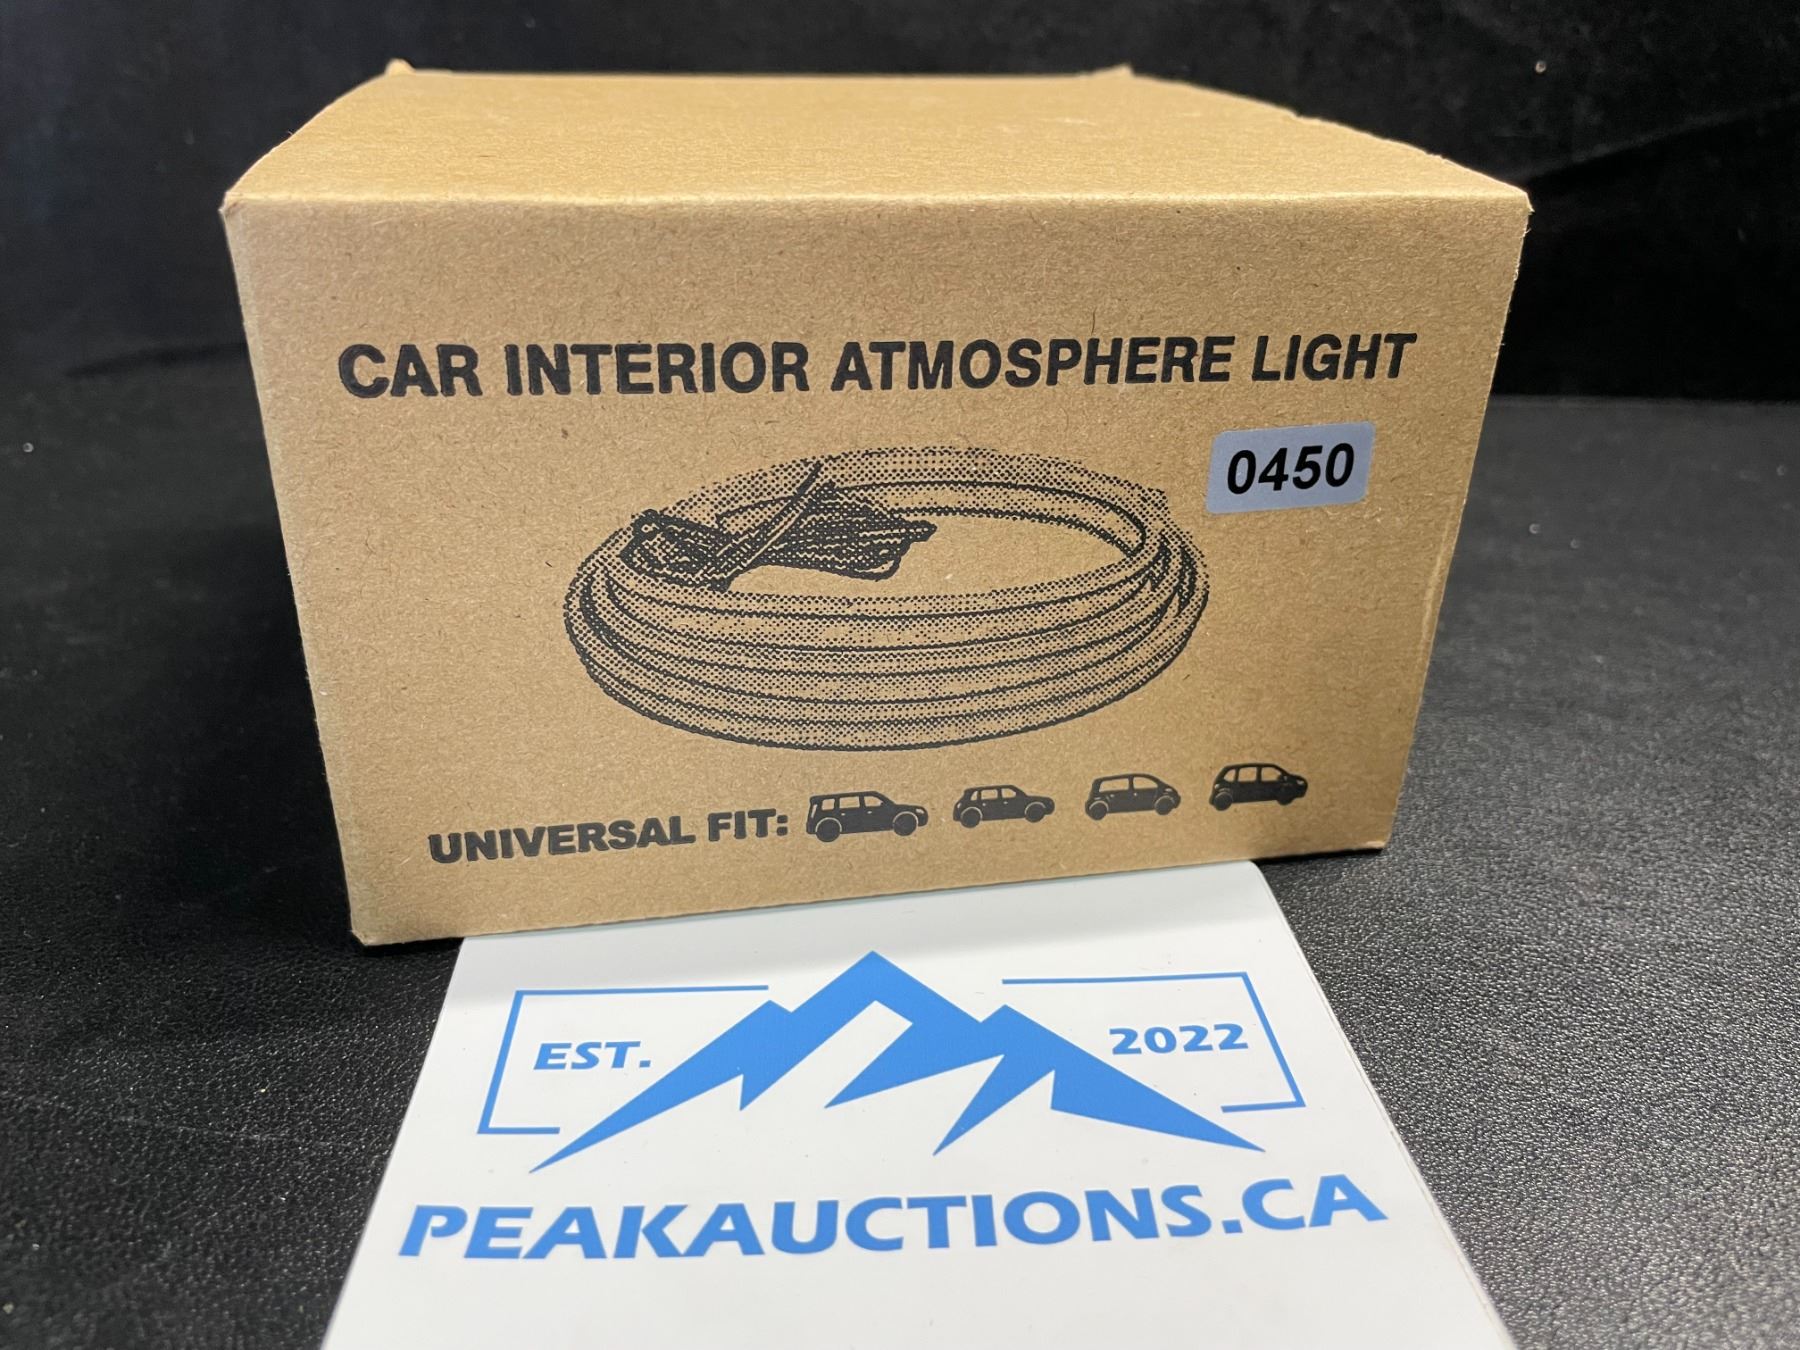 CAR INTERIOR ATMOSPHERE LIGHT
0450
UNIVERSAL FIT:
EST. 2022
PEAKAUCTIONS.CA